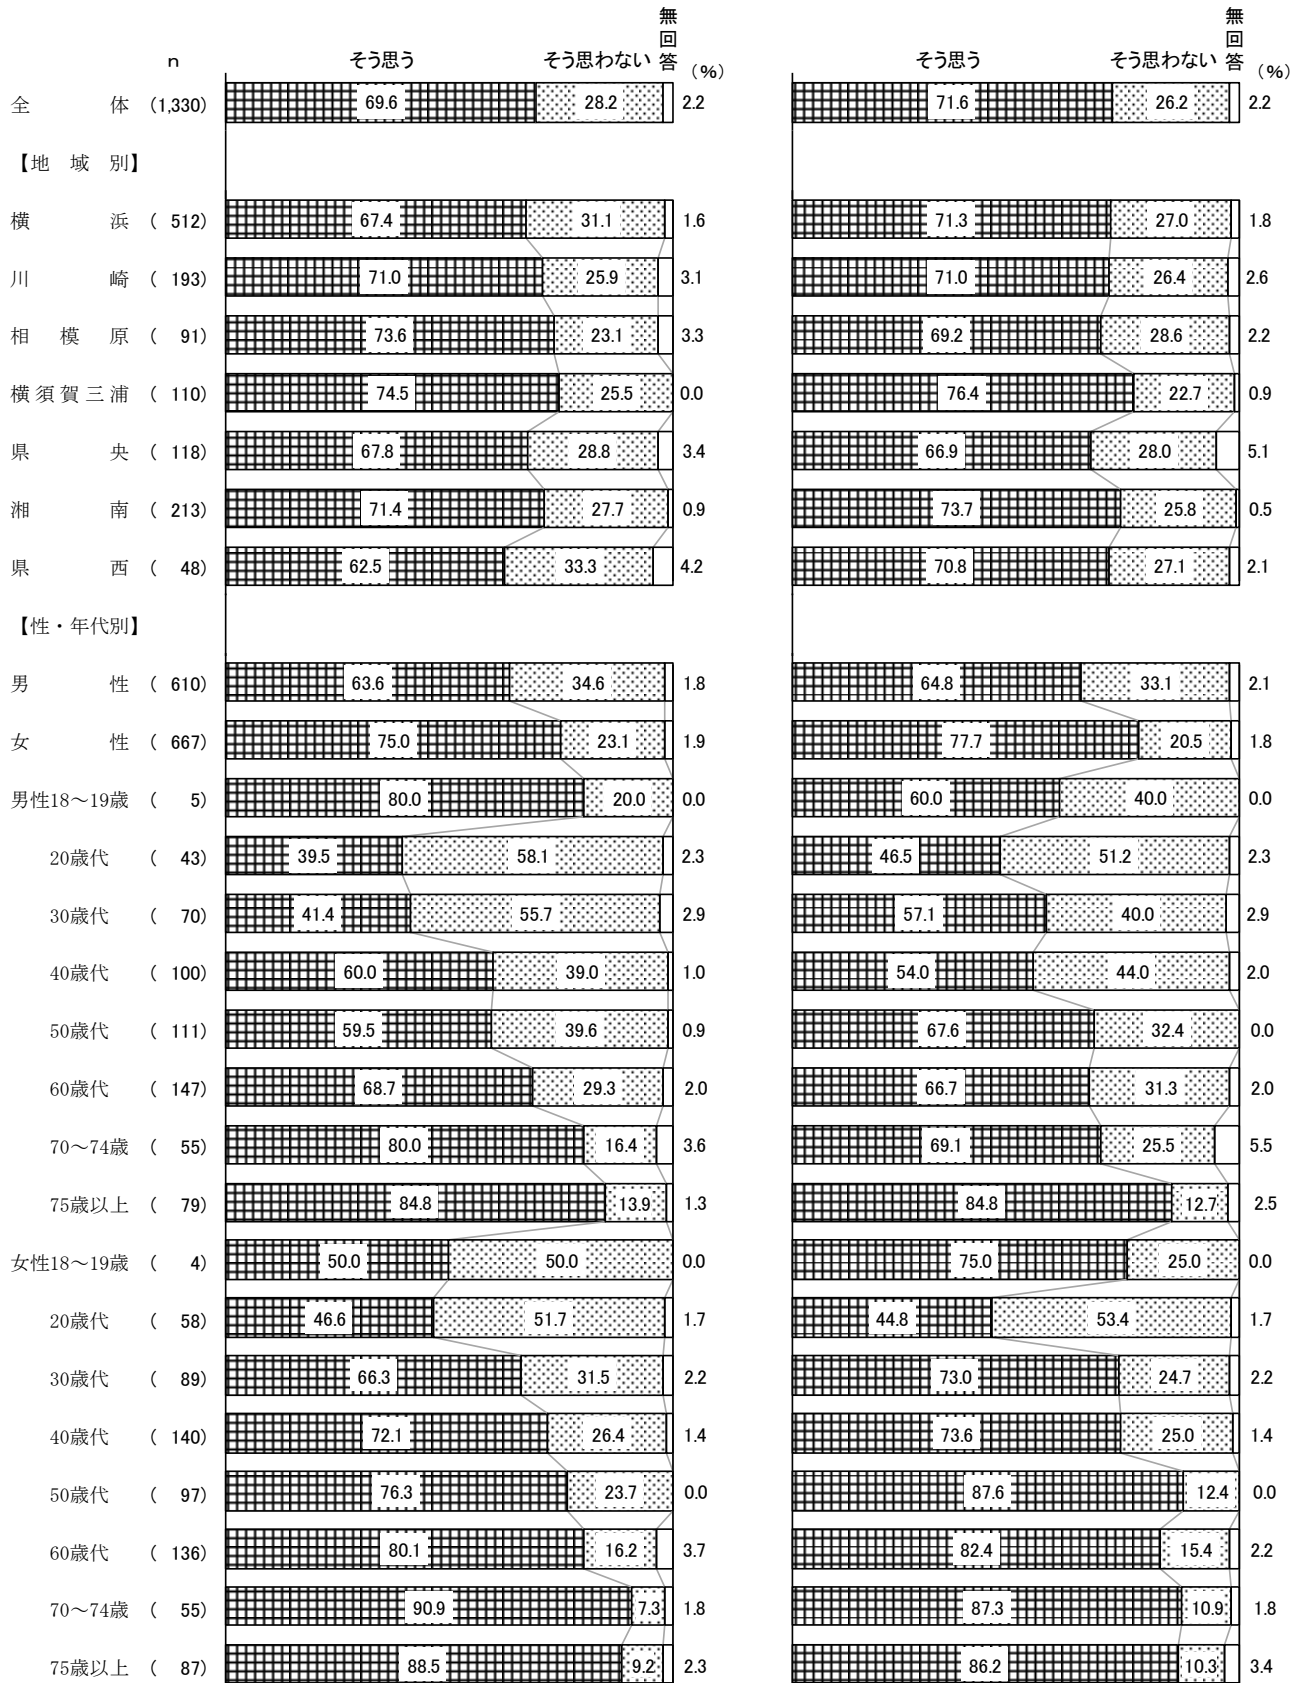 無回答 無回答
n そう思う そう思わない (%) そう思う そう思わない (%)
全体 (1,330) 69.6 28.2 2.2 71.6 26.2 2.2
【地域別】
横浜 (512) 67.4 31.1 1.6 71.3 27.0 1.8
川崎 (193) 71.0 25.9 3.1 71.0 26.4 2.6
相模原 (91) 73.6 23.1 3.3 69.2 28.6 2.2
横須賀三浦 (110) 74.5 25.5 0.0 76.4 22.7 0.9
県央 (118) 67.8 28.8 3.4 66.9 28.0 5.1
湘南 (213) 71.4 27.7 0.9 73.7 25.8 0.5
県西 (48) 62.5 33.3 4.2 70.8 27.1 2.1
【性・年代別】
男性 (610) 63.6 34.6 1.8 64.8 33.1 2.1
女性 (667) 75.0 23.1 1.9 77.7 20.5 1.8
男性18～19歳 (5) 80.0 20.0 0.0 60.0 40.0 0.0
20歳代 (43) 39.5 58.1 2.3 46.5 51.2 2.3
30歳代 (70) 41.4 55.7 2.9 57.1 40.0 2.9
40歳代 (100) 60.0 39.0 1.0 54.0 44.0 2.0
50歳代 (111) 59.5 39.6 0.9 67.6 32.4 0.0
60歳代 (147) 68.7 29.3 2.0 66.7 31.3 2.0
70～74歳 (55) 80.0 16.4 3.6 69.1 25.5 5.5
75歳以上 (79) 84.8 13.9 1.3 84.8 12.7 2.5
女性18～19歳 (4) 50.0 50.0 0.0 75.0 25.0 0.0
20歳代 (58) 46.6 51.7 1.7 44.8 53.4 1.7
30歳代 (89) 66.3 31.5 2.2 73.0 24.7 2.2
40歳代 (140) 72.1 26.4 1.4 73.6 25.0 1.4
50歳代 (97) 76.3 23.7 0.0 87.6 12.4 0.0
60歳代 (136) 80.1 16.2 3.7 82.4 15.4 2.2
70～74歳 (55) 90.9 7.3 1.8 87.3 10.9 1.8
75歳以上 (87) 88.5 9.2 2.3 86.2 10.3 3.4